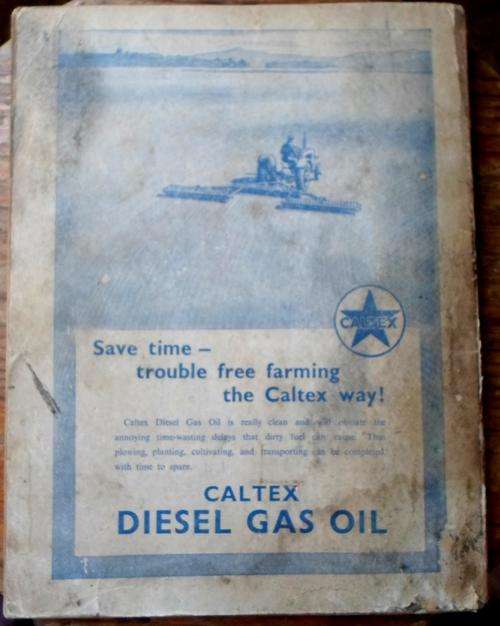 CALTEX
Save time –
trouble free farming
the Caltex way!
Caltex Diesel Gas Oil is really clean and will obviate the
annoying time-wasting delays that dirty fuel can cause. Thus
plowing, planting, cultivating, and transporting can be completed
with time to spare.
CALTEX
DIESEL GAS OIL